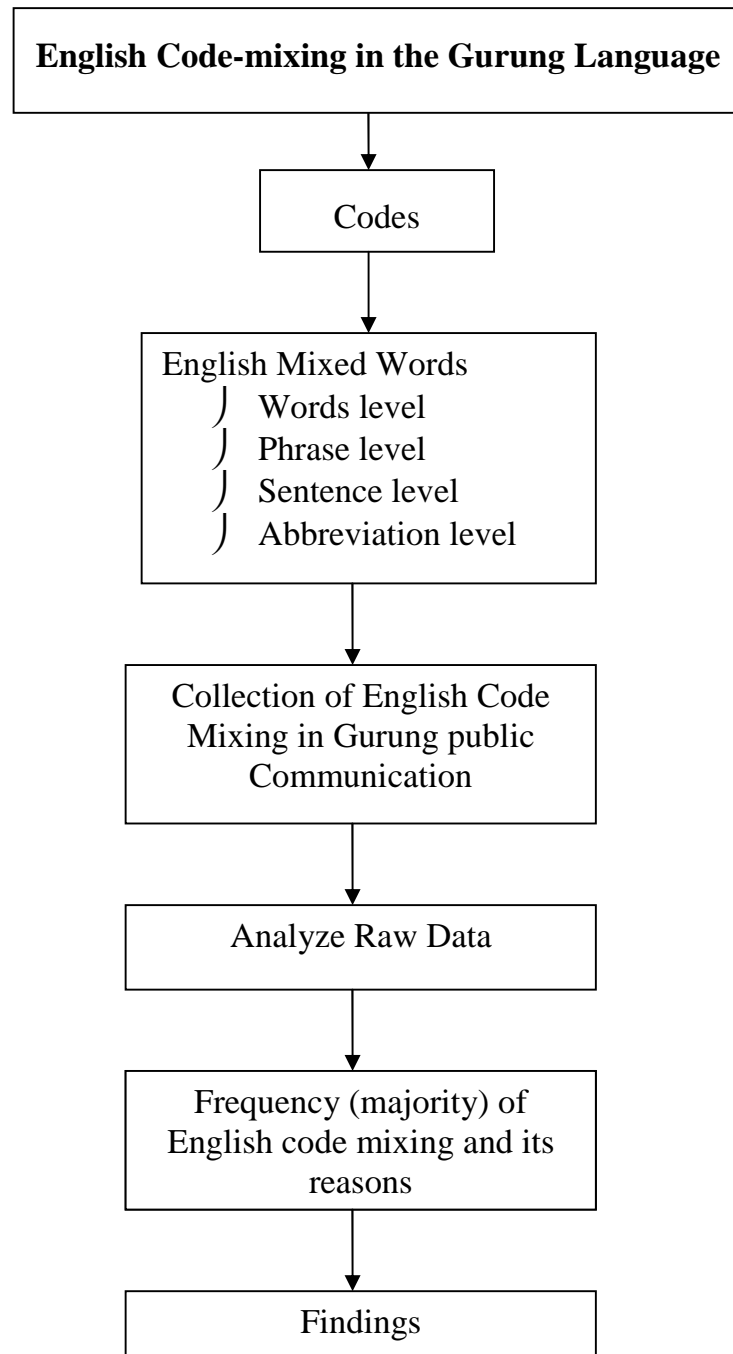 English Code-mixing in the Gurung Language
Codes
English Mixed Words
⌡ Words level
⌡ Phrase level
⌡ Sentence level
⌡ Abbreviation level
Collection of English Code
Mixing in Gurung public
Communication
Analyze Raw Data
Frequency (majority) of
English code mixing and its
reasons
Findings